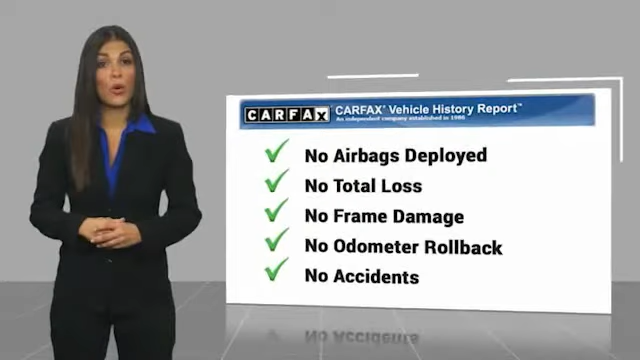 CARFAX CARFAX® Vehicle History Report™
An independent company established in 1986
No Airbags Deployed
No Total Loss
No Frame Damage
No Odometer Rollback
No Accidents